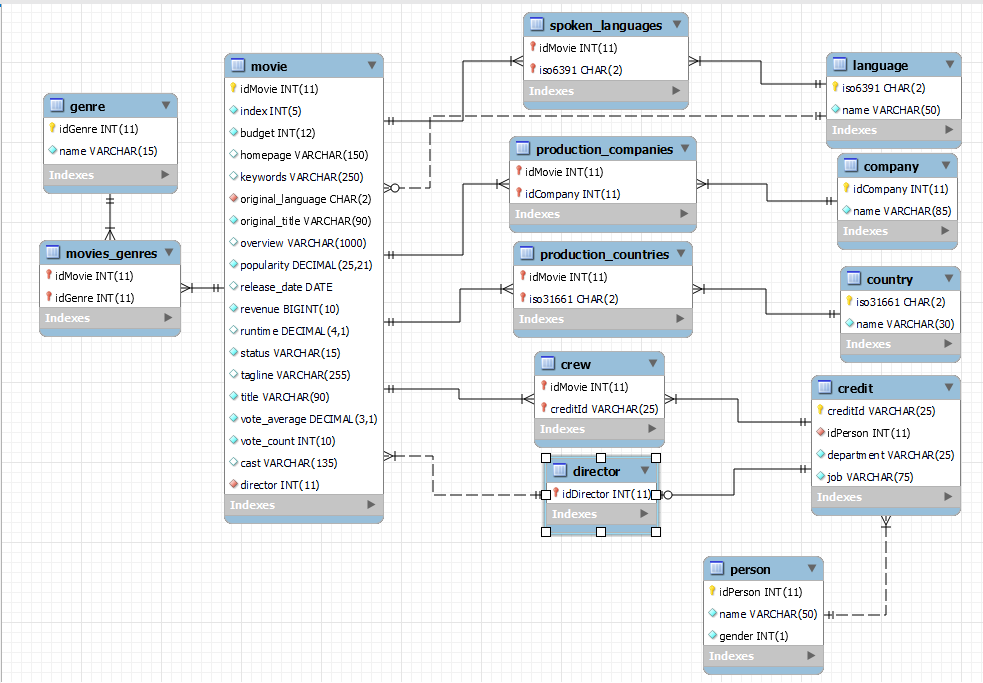 genre
idGenre INT(11)
name VARCHAR(15)
Indexes
movies_genres
idMovie INT(11)
idGenre INT(11)
Indexes
movie
idMovie INT(11)
index INT(5)
budget INT(12)
homepage VARCHAR(150)
keywords VARCHAR(250)
original_language CHAR(2)
original_title VARCHAR(90)
overview VARCHAR(1000)
popularity DECIMAL(25,21)
release_date DATE
revenue BIGINT(10)
runtime DECIMAL(4,1)
status VARCHAR(15)
tagline VARCHAR(255)
title VARCHAR(90)
vote_average DECIMAL(3,1)
vote_count INT(10)
cast VARCHAR(135)
director INT(11)
Indexes
spoken_languages
idMovie INT(11)
iso6391 CHAR(2)
Indexes
production_companies
idMovie INT(11)
idCompany INT(11)
Indexes
production_countries
idMovie INT(11)
iso31661 CHAR(2)
Indexes
crew
idMovie INT(11)
creditId VARCHAR(25)
Indexes
director
idDirector INT(11)
Indexes
language
iso6391 CHAR(2)
name VARCHAR(50)
Indexes
company
idCompany INT(11)
name VARCHAR(85)
Indexes
country
iso31661 CHAR(2)
name VARCHAR(30)
Indexes
credit
creditId VARCHAR(25)
idPerson INT(11)
department VARCHAR(25)
job VARCHAR(75)
Indexes
person
idPerson INT(11)
name VARCHAR(50)
gender INT(1)
Indexes